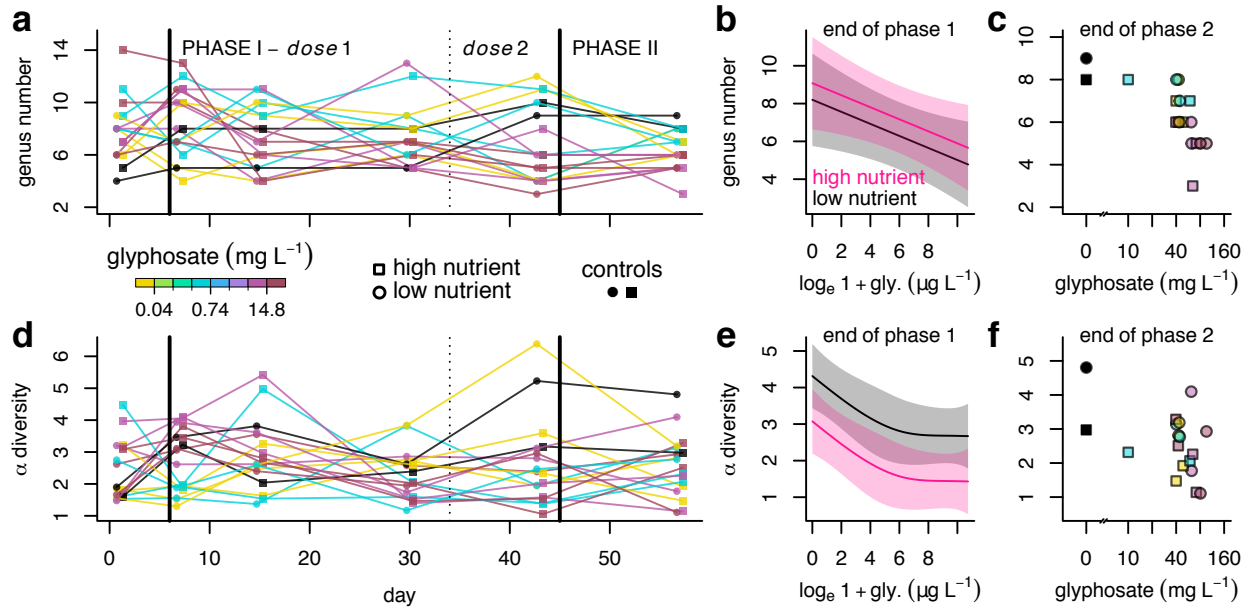 a
PHASE I – dose 1
dose 2
PHASE II
genus number
14
10
6
2
b
end of phase 1
genus number
10
8
6
4
high nutrient
low nutrient
0 2 4 6 8
logₑ 1 + gly. (μg L⁻¹)
c
end of phase 2
10
8
6
4
2
0 10 40 160
glyphosate (mg L⁻¹)
glyphosate (mg L⁻¹)
0.04 0.74 14.8
high nutrient
low nutrient
controls
d
α diversity
6
5
4
3
2
1
0 10 20 30 40 50
day
e
end of phase 1
α diversity
5
4
3
2
1
0 2 4 6 8
logₑ 1 + gly. (μg L⁻¹)
f
end of phase 2
5
4
3
2
1
0 10 40 160
glyphosate (mg L⁻¹)